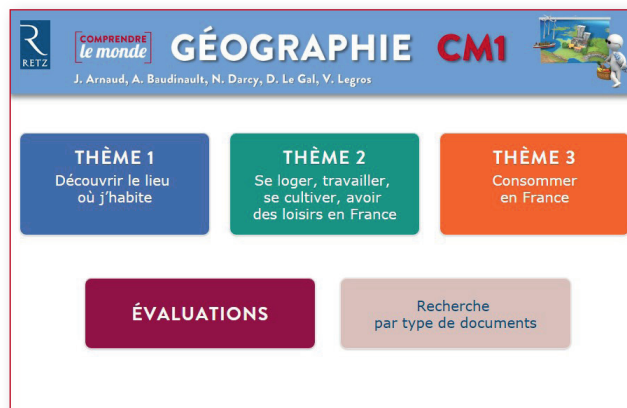 RETZ
COMPRENDRE
le monde
GÉOGRAPHIE CM1
J. Arnaud, A. Baudinault, N. Darcy, D. Le Gal, V. Legros
THÈME 1
Découvrir le lieu
où j’habite
THÈME 2
Se loger, travailler,
se cultiver, avoir
des loisirs en France
THÈME 3
Consommer
en France
ÉVALUATIONS
Recherche
par type de documents